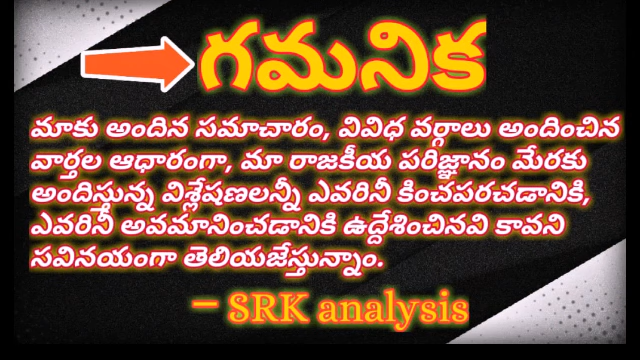 గమనిక
మాకు అందిన సమాచారం, వివిధ వర్గాలు అందించిన
వార్తల ఆధారంగా, మా రాజకీయ పరిజ్ఞానం మేరకు
అందిస్తున్న విశ్లేషణలన్నీ ఎవరినీ కించపరచడానికి,
ఎవరినీ అవమానించడానికి ఉద్దేశించినవి కావని
సవినయంగా తెలియజేస్తున్నాం.
– SRK analysis